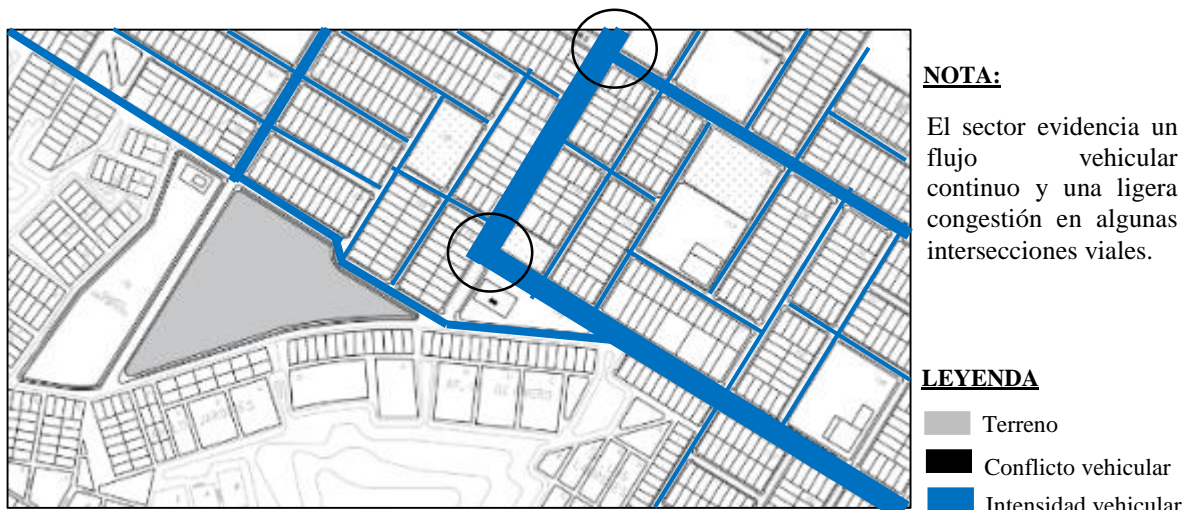 NOTA:
El sector evidencia un
flujo vehicular
continuo y una ligera
congestión en algunas
intersecciones viales.
LEYENDA
Terreno
Conflicto vehicular
Intensidad vehicular